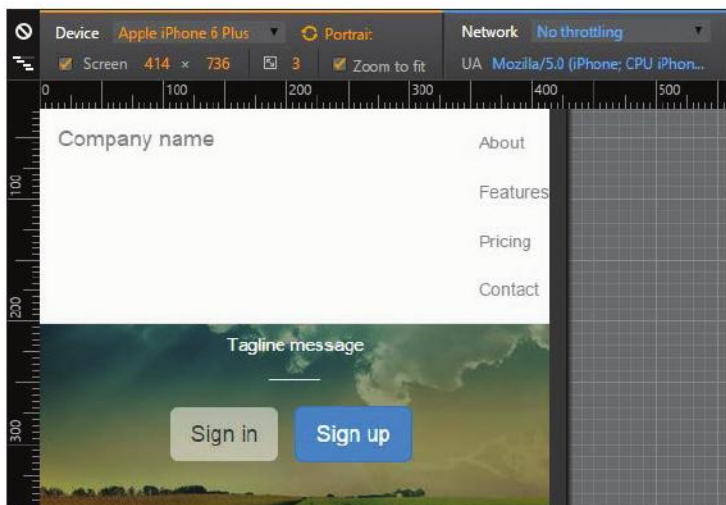 Device Apple iPhone 6 Plus Portrait Network No throttling
Screen 414 × 736 3 Zoom to fit UA Mozilla/5.0 (iPhone; CPU iPhon...
0 100 200 300 400 500
100
200
300
Company name
About
Features
Pricing
Contact
Tagline message
Sign in Sign up